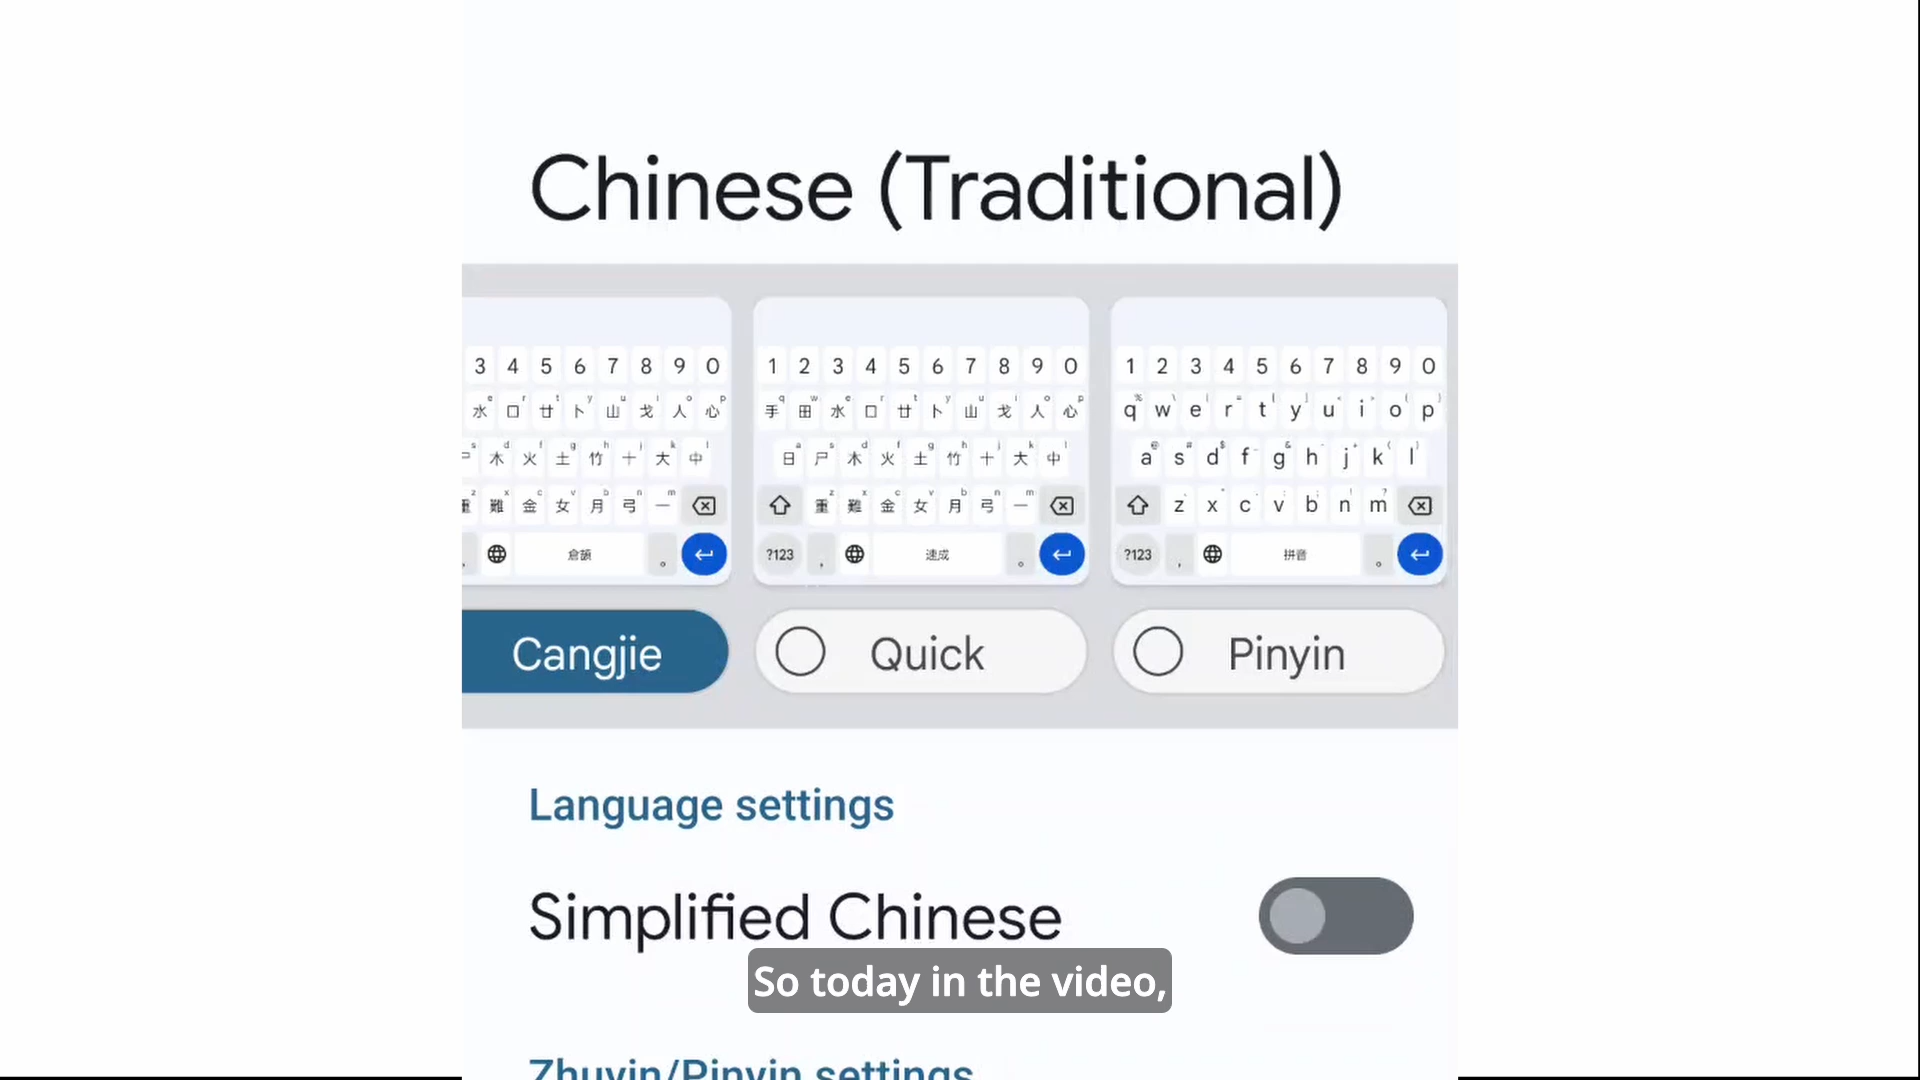 Chinese (Traditional)
3 4 5 6 7 8 9 0
水 口 廿 卜 山 戈 人 心
尸 木 火 土 竹 十 大 中
重 難 金 女 月 弓 一
倉頡 。
1 2 3 4 5 6 7 8 9 0
手 田 水 口 廿 卜 山 戈 人 心
日 尸 木 火 土 竹 十 大 中
重 難 金 女 月 弓 一
?123 , 速成 。
1 2 3 4 5 6 7 8 9 0
q w e r t y u i o p
a s d f g h j k l
z x c v b n m
?123 , 拼音 。
Cangjie
Quick
Pinyin
Language settings
Simplified Chinese
So today in the video,
Zhuyin/Pinyin settings